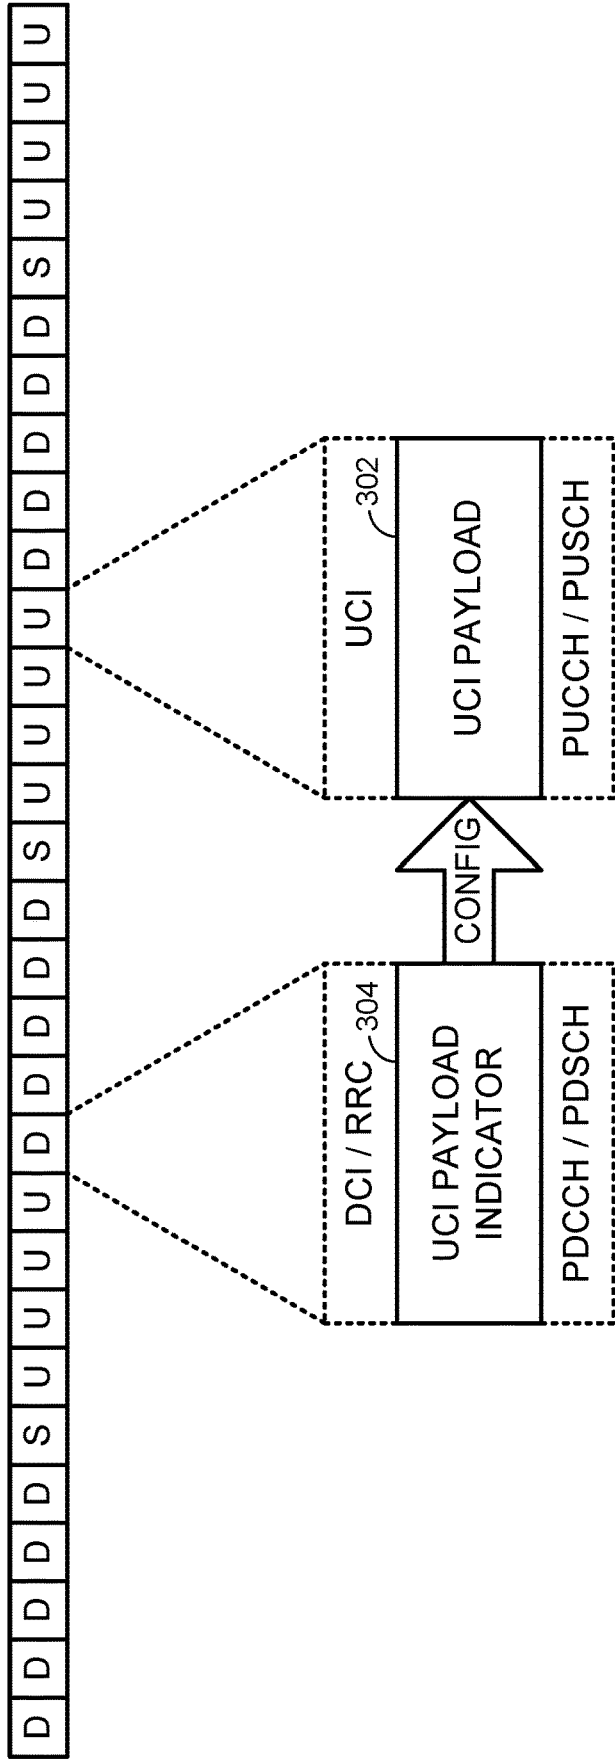 D D D D D S U U U U D D D D D S U U U U D D D D D S U U U U
DCI / RRC
304
UCI PAYLOAD
INDICATOR
PDCCH / PDSCH
CONFIG
UCI
302
UCI PAYLOAD
PUCCH / PUSCH